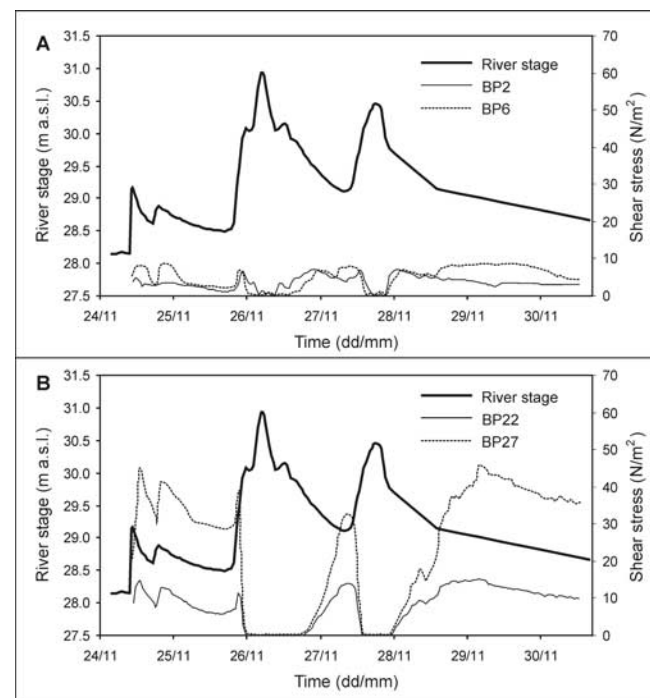 A
31.5
31.0
30.5
30.0
29.5
29.0
28.5
28.0
27.5
River stage (m a.s.l.)
70
60
50
40
30
20
10
0
Shear stress (N/m²)
River stage
BP2
BP6
24/11 25/11 26/11 27/11 28/11 29/11 30/11
Time (dd/mm)
B
31.5
31.0
30.5
30.0
29.5
29.0
28.5
28.0
27.5
River stage (m a.s.l.)
70
60
50
40
30
20
10
0
Shear stress (N/m²)
River stage
BP22
BP27
24/11 25/11 26/11 27/11 28/11 29/11 30/11
Time (dd/mm)